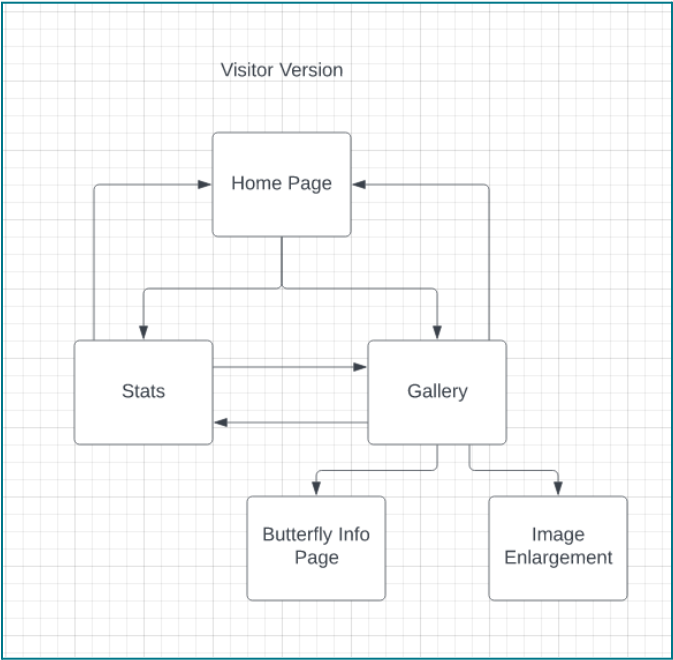 Visitor Version
Home Page
Stats
Gallery
Butterfly Info
Page
Image
Enlargement